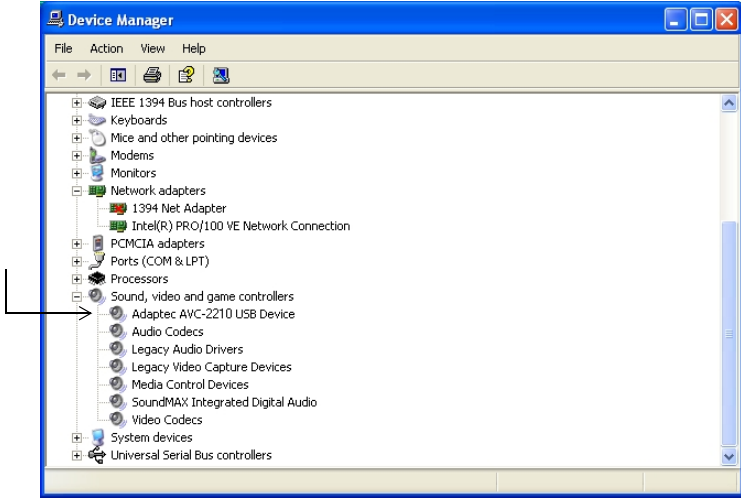 Device Manager
File Action View Help
IEEE 1394 Bus host controllers
Keyboards
Mice and other pointing devices
Modems
Monitors
Network adapters
1394 Net Adapter
Intel(R) PRO/100 VE Network Connection
PCMCIA adapters
Ports (COM & LPT)
Processors
Sound, video and game controllers
Adaptec AVC-2210 USB Device
Audio Codecs
Legacy Audio Drivers
Legacy Video Capture Devices
Media Control Devices
SoundMAX Integrated Digital Audio
Video Codecs
System devices
Universal Serial Bus controllers